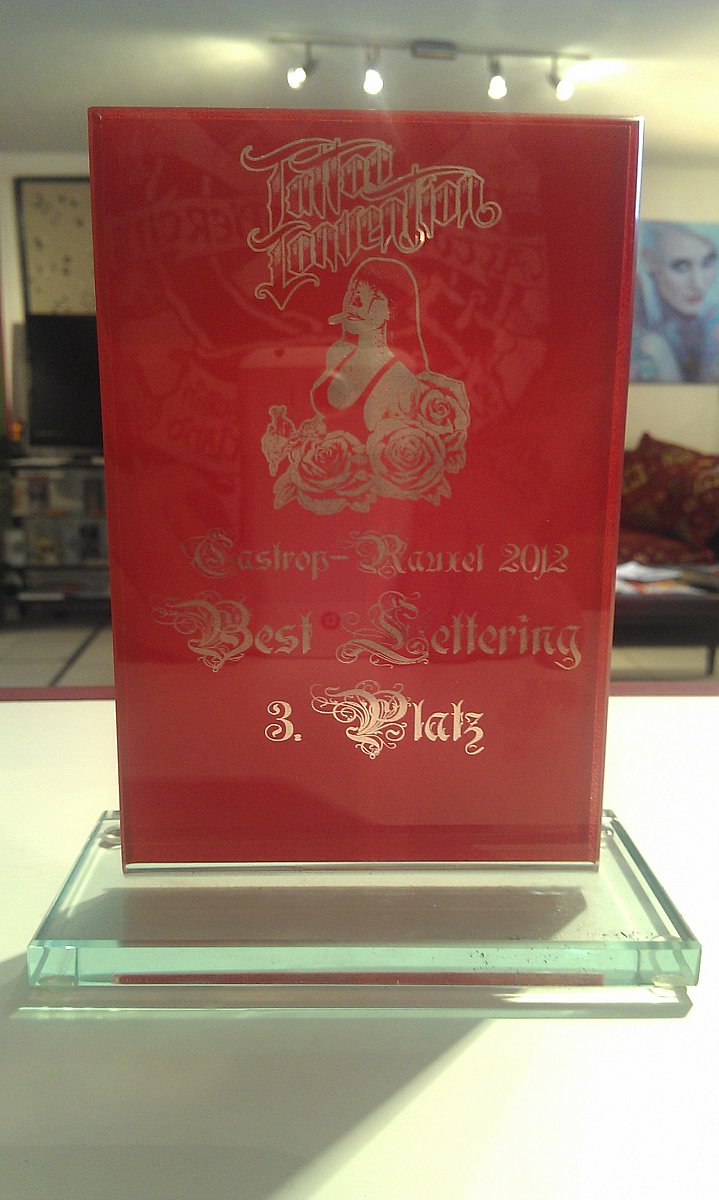 Tattoo
Convention
Castrop-Rauxel 2012
Best Lettering
3. Platz